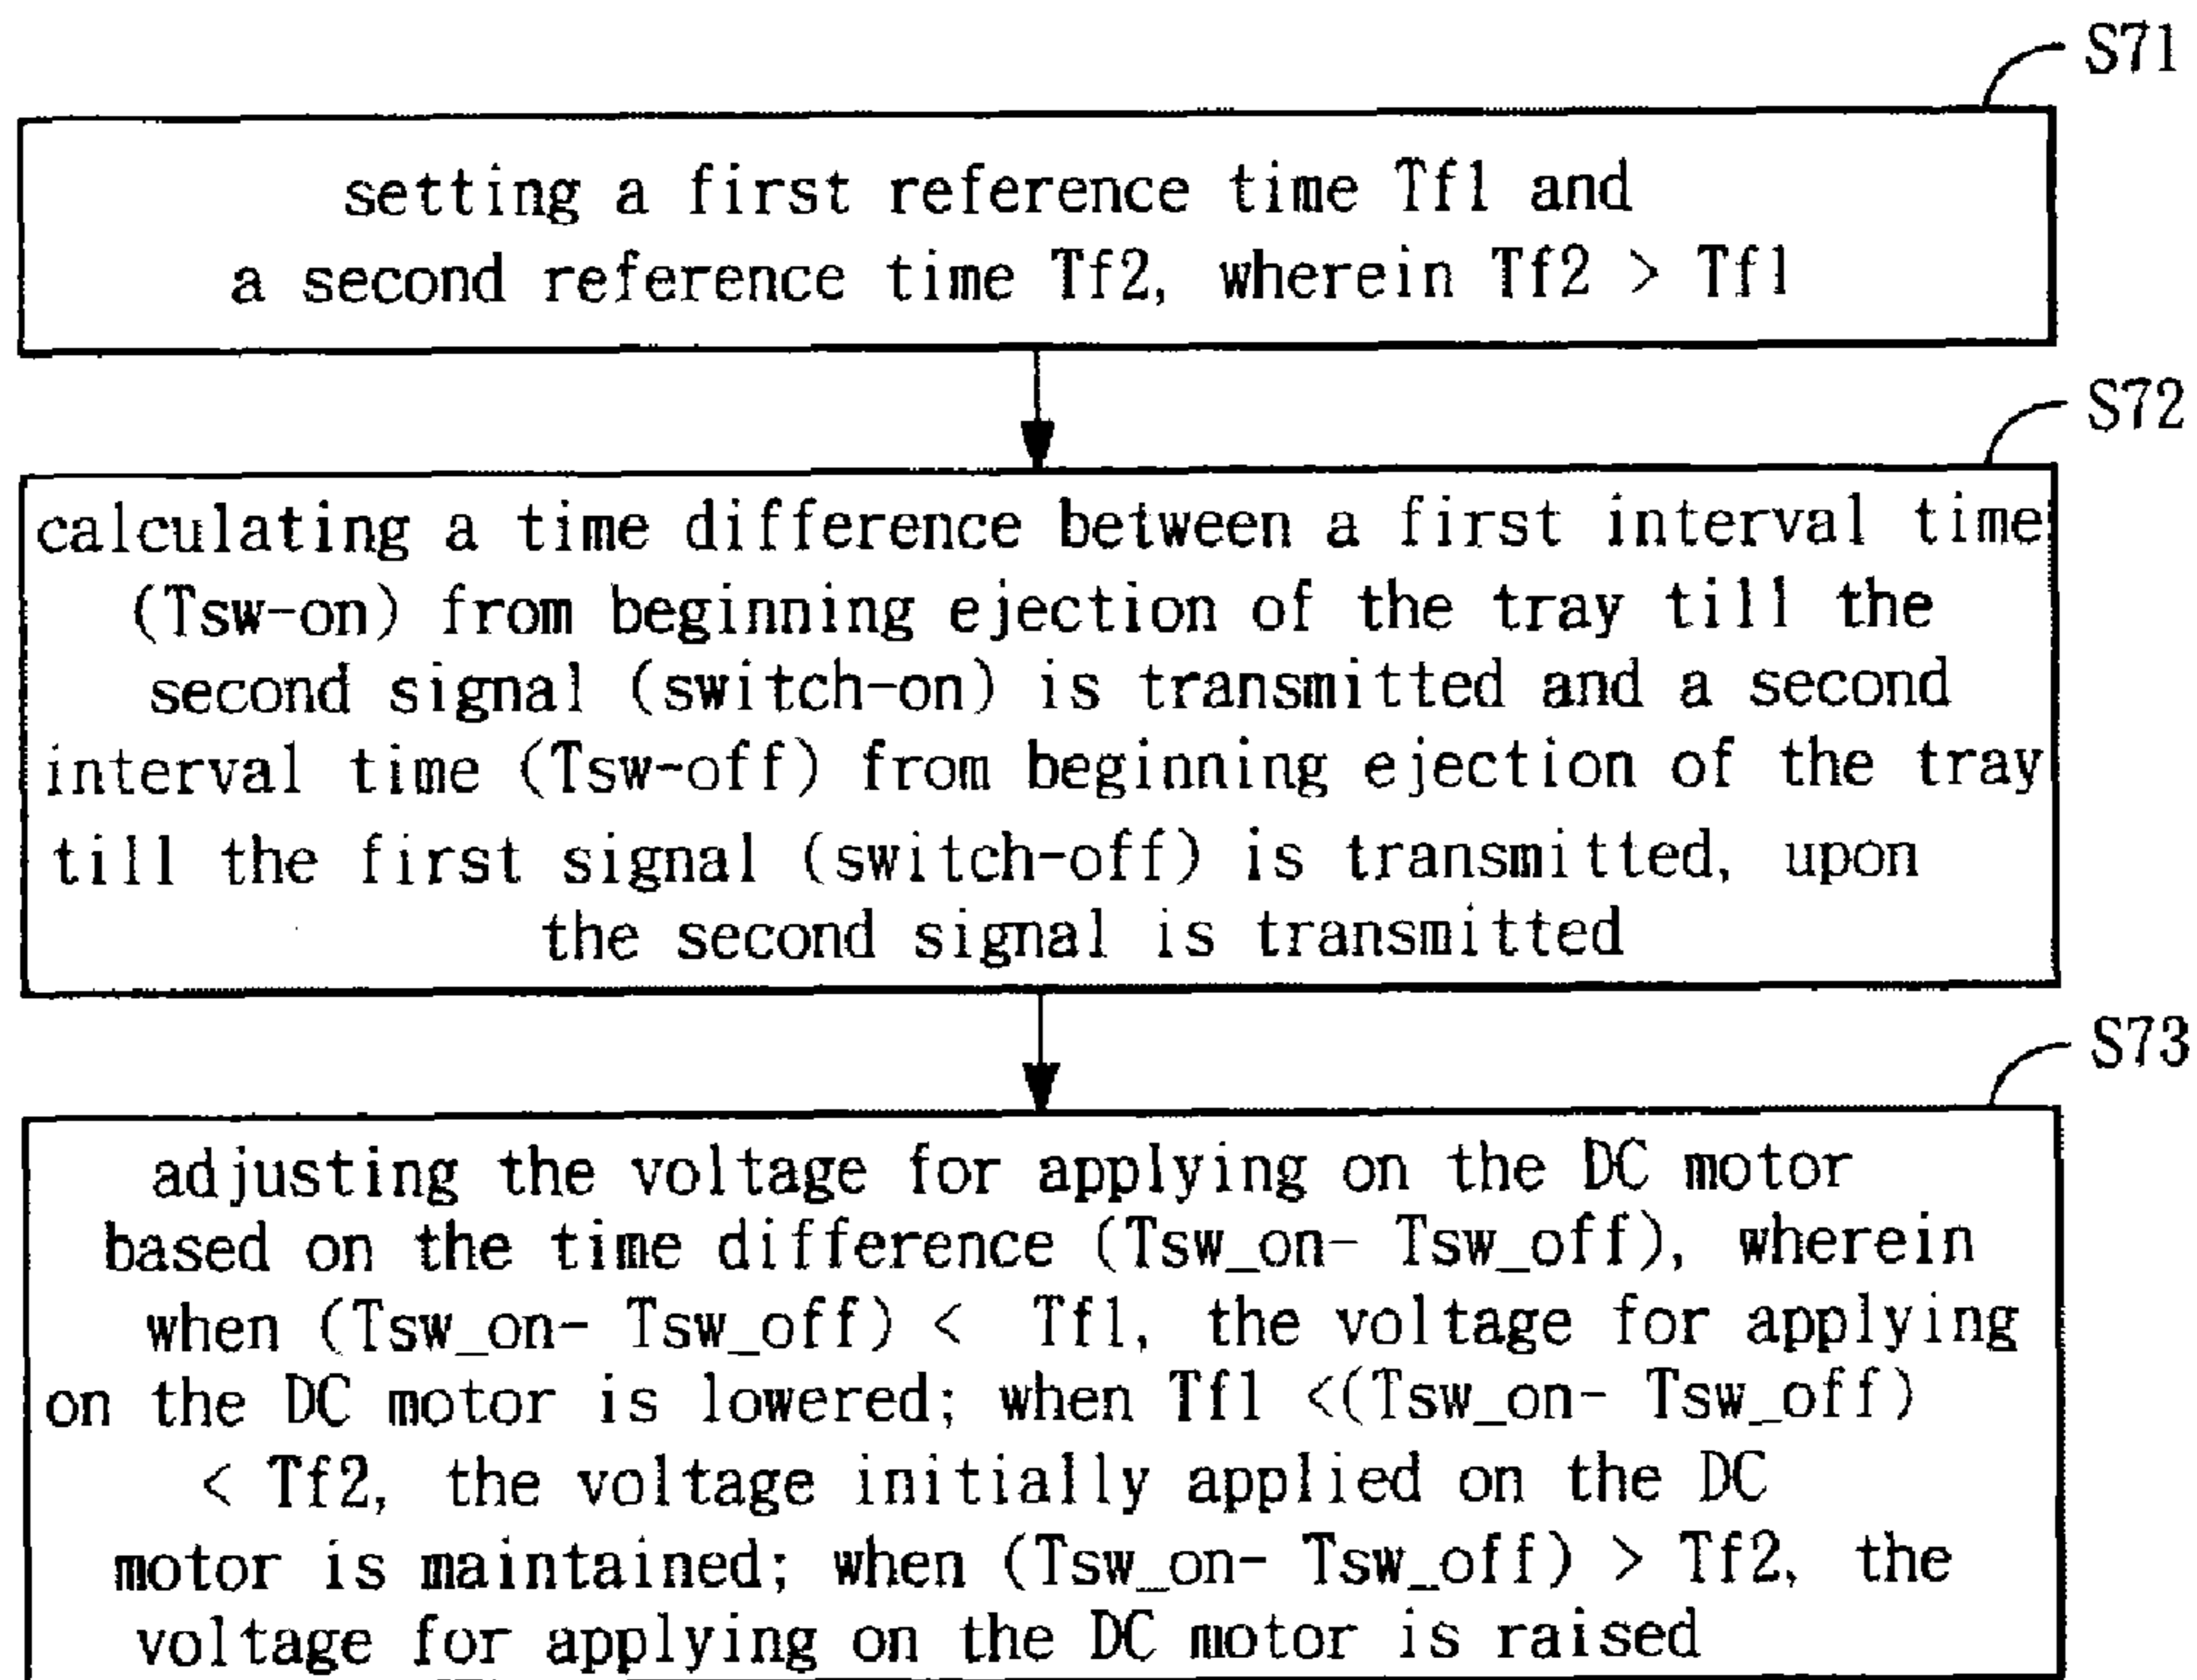 S71
setting a first reference time Tf1 and
a second reference time Tf2, wherein Tf2 > Tf1
S72
calculating a time difference between a first interval time
(Tsw-on) from beginning ejection of the tray till the
second signal (switch-on) is transmitted and a second
interval time (Tsw-off) from beginning ejection of the tray
till the first signal (switch-off) is transmitted, upon
the second signal is transmitted
S73
adjusting the voltage for applying on the DC motor
based on the time difference (Tsw_on- Tsw_off), wherein
when (Tsw_on- Tsw_off) < Tf1, the voltage for applying
on the DC motor is lowered; when Tf1 <(Tsw_on- Tsw_off)
< Tf2, the voltage initially applied on the DC
motor is maintained; when (Tsw_on- Tsw_off) > Tf2, the
voltage for applying on the DC motor is raised